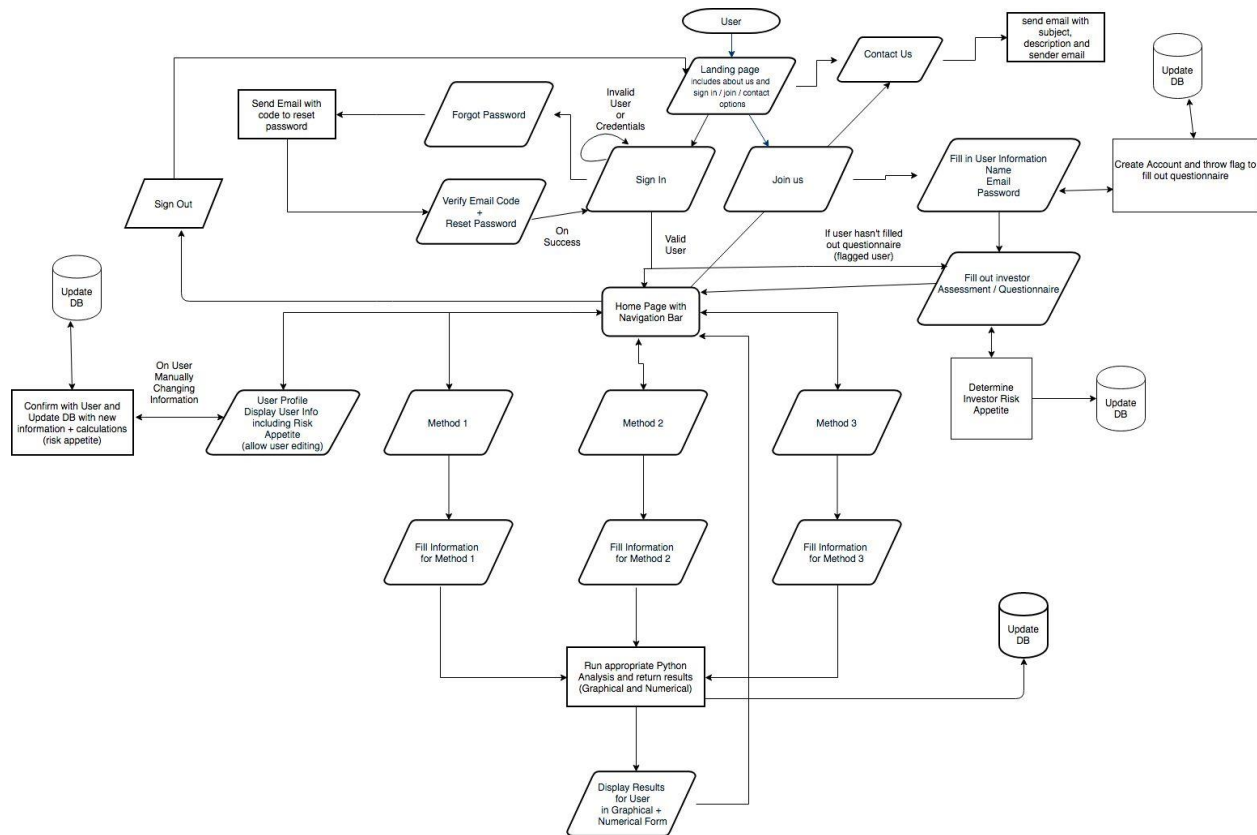 User
send email with
subject,
description and
sender email
Contact Us
Update
DB
Landing page
includes about us and
sign in / join / contact
options
Invalid
User
or
Credentials
Send Email with
code to reset
password
Forgot Password
Fill in User Information
Name
Email
Password
Create Account and throw flag to
fill out questionnaire
Sign In
Join us
Sign Out
Verify Email Code
+
Reset Password
On
Success
Valid
User
If user hasn't filled
out questionnaire
(flagged user)
Fill out investor
Assessment / Questionnaire
Update
DB
Home Page with
Navigation Bar
On User
Manually
Changing
Information
Confirm with User and
Update DB with new
information + calculations
(risk appetite)
User Profile
Display User Info
including Risk
Appetite
(allow user editing)
Method 1
Method 2
Method 3
Determine
Investor Risk
Appetite
Update
DB
Fill Information
for Method 1
Fill Information
for Method 2
Fill Information
for Method 3
Update
DB
Run appropriate Python
Analysis and return results
(Graphical and Numerical)
Display Results
for User
in Graphical +
Numerical Form